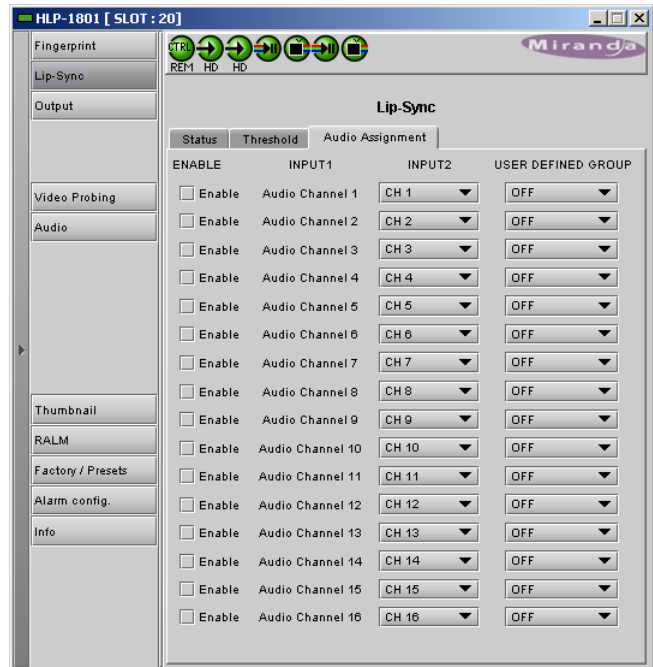 HLP-1801 [ SLOT : 20]
Fingerprint
Lip-Sync
Output
Video Probing
Audio
Thumbnail
RALM
Factory / Presets
Alarm config.
Info
CTRL
REM HD HD
Miranda
Lip-Sync
Status Threshold Audio Assignment
ENABLE INPUT1 INPUT2 USER DEFINED GROUP
Enable Audio Channel 1 CH 1 OFF
Enable Audio Channel 2 CH 2 OFF
Enable Audio Channel 3 CH 3 OFF
Enable Audio Channel 4 CH 4 OFF
Enable Audio Channel 5 CH 5 OFF
Enable Audio Channel 6 CH 6 OFF
Enable Audio Channel 7 CH 7 OFF
Enable Audio Channel 8 CH 8 OFF
Enable Audio Channel 9 CH 9 OFF
Enable Audio Channel 10 CH 10 OFF
Enable Audio Channel 11 CH 11 OFF
Enable Audio Channel 12 CH 12 OFF
Enable Audio Channel 13 CH 13 OFF
Enable Audio Channel 14 CH 14 OFF
Enable Audio Channel 15 CH 15 OFF
Enable Audio Channel 16 CH 16 OFF